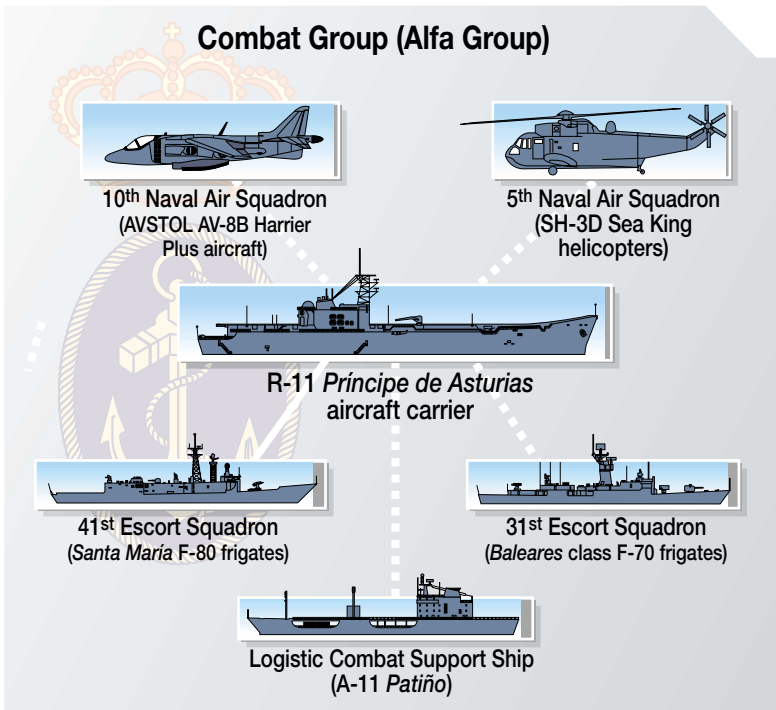 Combat Group (Alfa Group)
10th Naval Air Squadron
(AVSTOL AV-8B Harrier
Plus aircraft)
5th Naval Air Squadron
(SH-3D Sea King
helicopters)
R-11 Príncipe de Asturias
aircraft carrier
41st Escort Squadron
(Santa María F-80 frigates)
31st Escort Squadron
(Baleares class F-70 frigates)
Logistic Combat Support Ship
(A-11 Patiño)